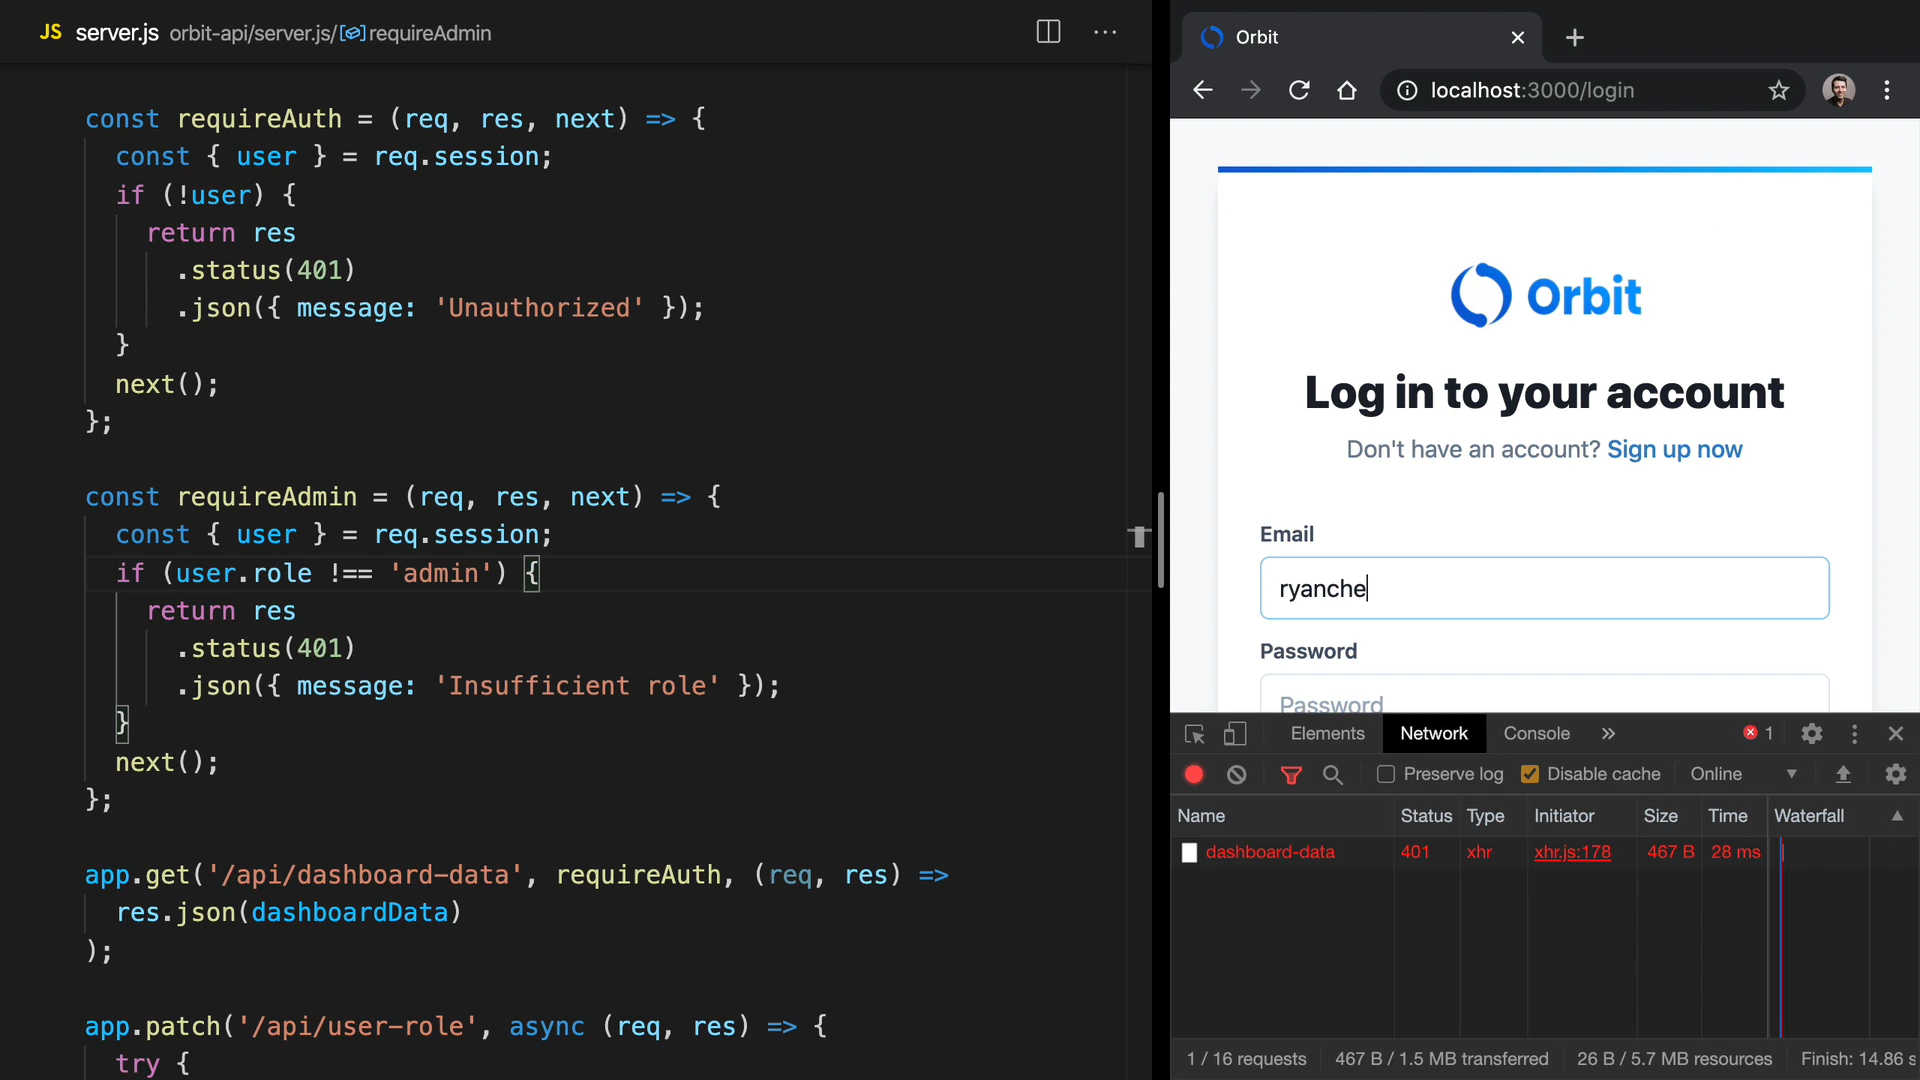 JS server.js orbit-api/server.js/requireAdmin
const requireAuth = (req, res, next) => {
const { user } = req.session;
if (!user) {
return res
.status(401)
.json({ message: 'Unauthorized' });
}
next();
};
const requireAdmin = (req, res, next) => {
const { user } = req.session;
if (user.role !== 'admin') {
return res
.status(401)
.json({ message: 'Insufficient role' });
}
next();
};
app.get('/api/dashboard-data', requireAuth, (req, res) =>
res.json(dashboardData)
);
app.patch('/api/user-role', async (req, res) => {
try {
Orbit
localhost:3000/login
Orbit
Log in to your account
Don't have an account? Sign up now
Email
ryanche
Password
Password
Elements Network Console » 1
Preserve log Disable cache Online
Name Status Type Initiator Size Time Waterfall
dashboard-data 401 xhr xhr.js:178 467 B 28 ms
1 / 16 requests 467 B / 1.5 MB transferred 26 B / 5.7 MB resources Finish: 14.86 s